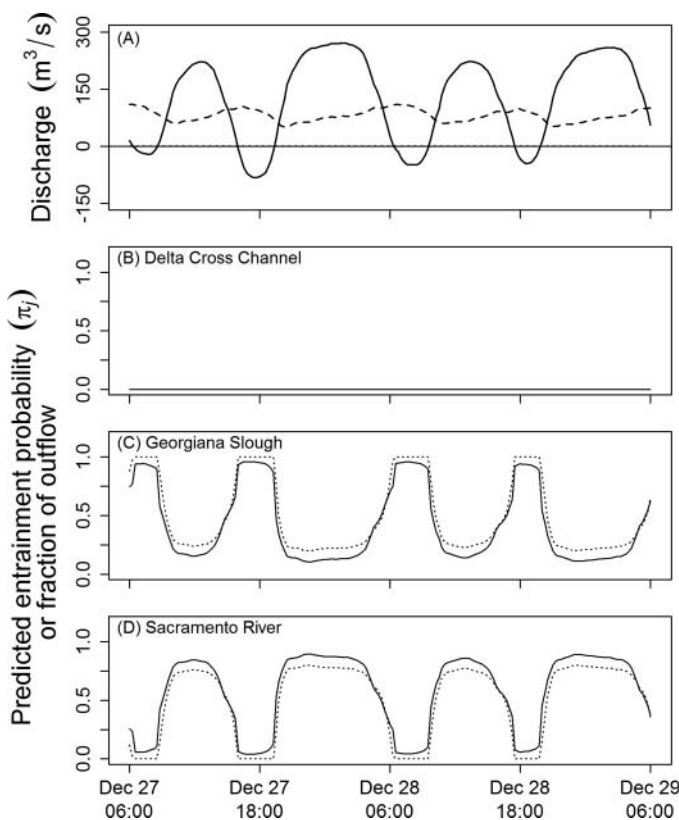 Discharge (m³/s)
300
150
0
-150
(A)
Predicted entrainment probability (πj)
or fraction of outflow
(B) Delta Cross Channel
1.0
0.5
0.0
(C) Georgiana Slough
1.0
0.5
0.0
(D) Sacramento River
1.0
0.5
0.0
Dec 27 Dec 27 Dec 28 Dec 28 Dec 29
06:00 18:00 06:00 18:00 06:00